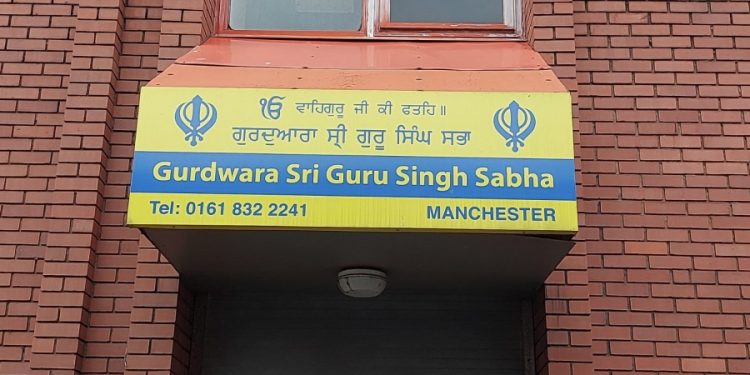 ੴ ਵਾਹਿਗੁਰੂ ਜੀ ਕੀ ਫਤਹਿ॥
ਗੁਰਦੁਆਰਾ ਸ੍ਰੀ ਗੁਰੂ ਸਿੰਘ ਸਭਾ
Gurdwara Sri Guru Singh Sabha
Tel: 0161 832 2241 MANCHESTER